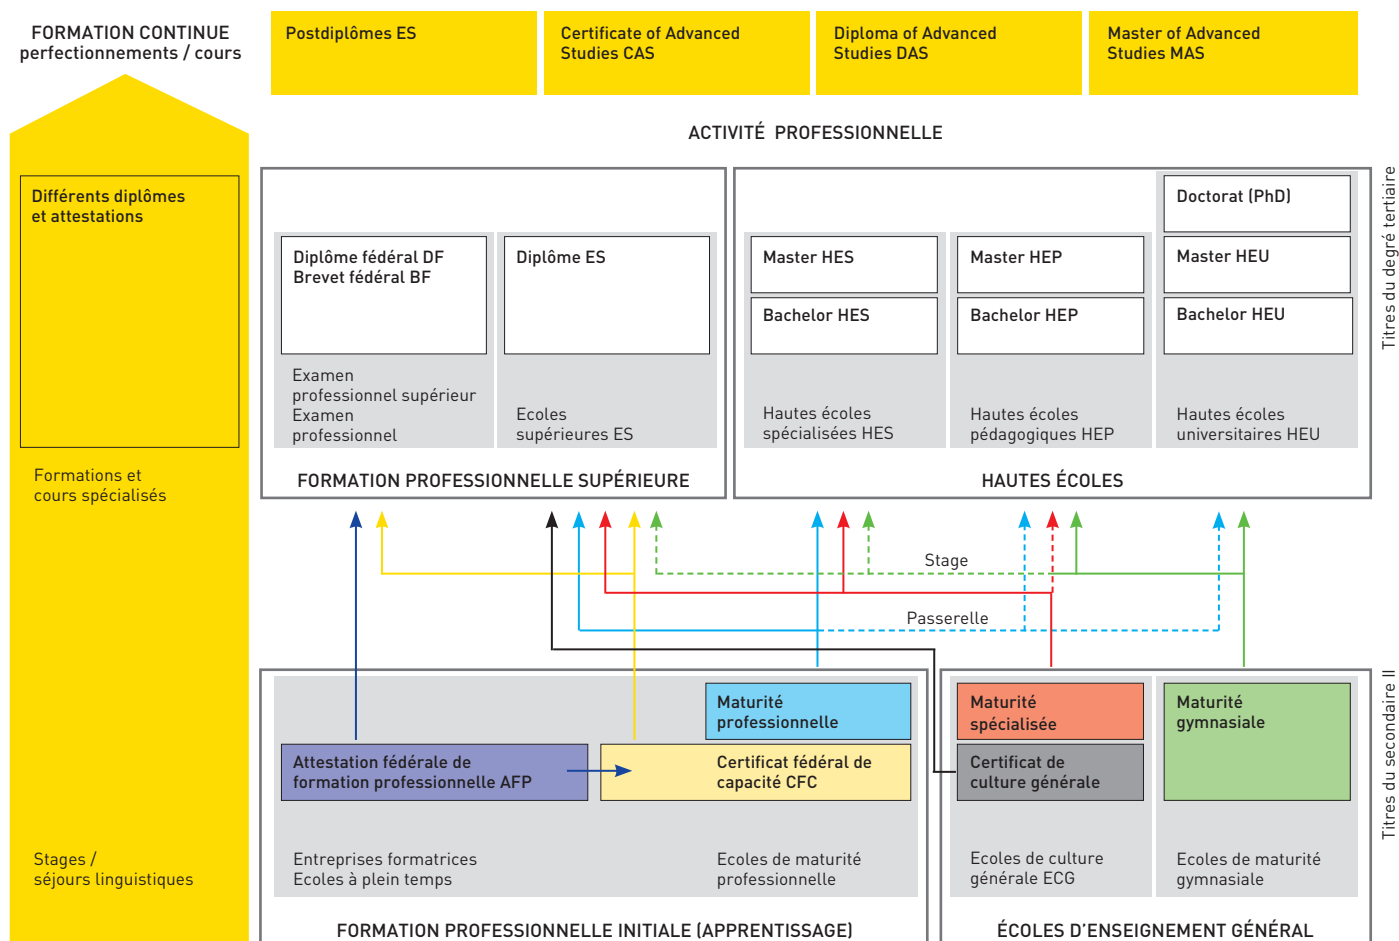 FORMATION CONTINUE
perfectionnements / cours
Postdiplômes ES
Certificate of Advanced
Studies CAS
Diploma of Advanced
Studies DAS
Master of Advanced
Studies MAS
ACTIVITÉ PROFESSIONNELLE
Différents diplômes
et attestations
Formations et
cours spécialisés
Stages /
séjours linguistiques
Diplôme fédéral DF
Brevet fédéral BF
Examen
professionnel supérieur
Examen
professionnel
Diplôme ES
Ecoles
supérieures ES
FORMATION PROFESSIONNELLE SUPÉRIEURE
Master HES
Bachelor HES
Hautes écoles
spécialisées HES
Master HEP
Bachelor HEP
Hautes écoles
pédagogiques HEP
Doctorat (PhD)
Master HEU
Bachelor HEU
Hautes écoles
universitaires HEU
HAUTES ÉCOLES
Titres du degré tertiaire
Stage
Passerelle
Attestation fédérale de
formation professionnelle AFP
Maturité
professionnelle
Certificat fédéral de
capacité CFC
Entreprises formatrices
Ecoles à plein temps
Ecoles de maturité
professionnelle
FORMATION PROFESSIONNELLE INITIALE (APPRENTISSAGE)
Maturité
spécialisée
Certificat de
culture générale
Ecoles de culture
générale ECG
Maturité
gymnasiale
Ecoles de maturité
gymnasiale
ÉCOLES D'ENSEIGNEMENT GÉNÉRAL
Titres du secondaire II